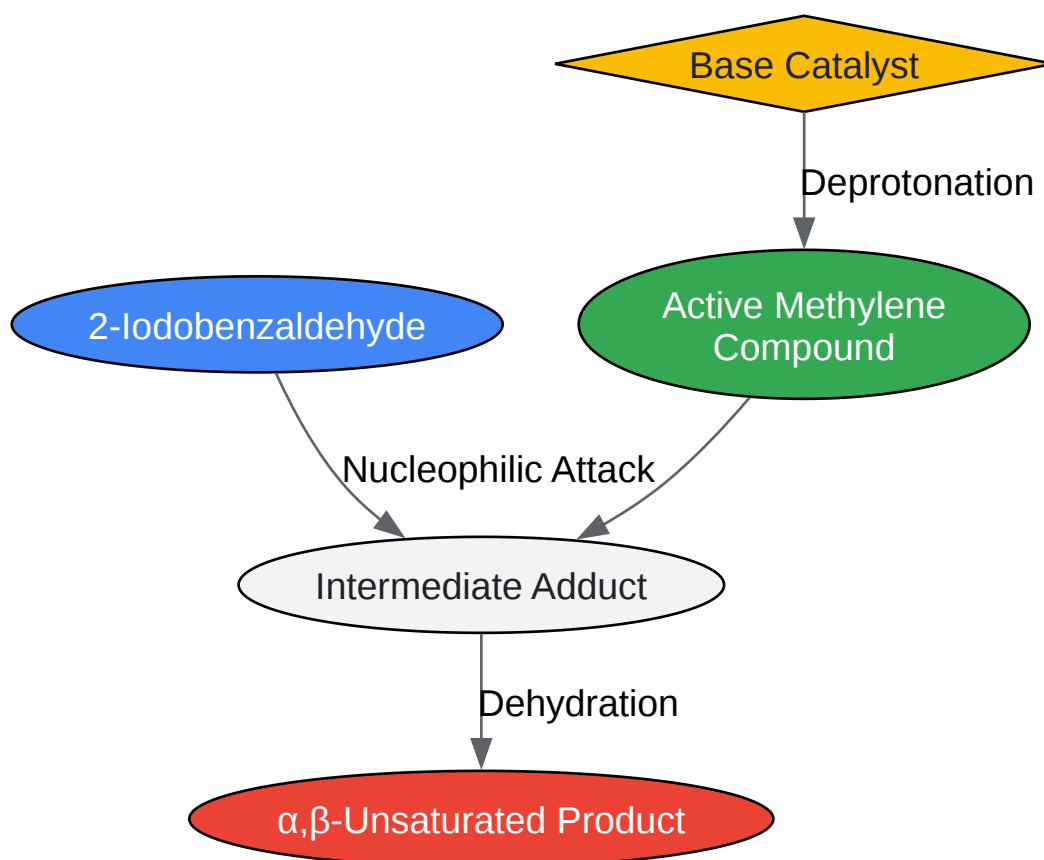 Base Catalyst
Deprotonation
2-Iodobenzaldehyde
Active Methylene
Compound
Nucleophilic Attack
Intermediate Adduct
Dehydration
α,β-Unsaturated Product